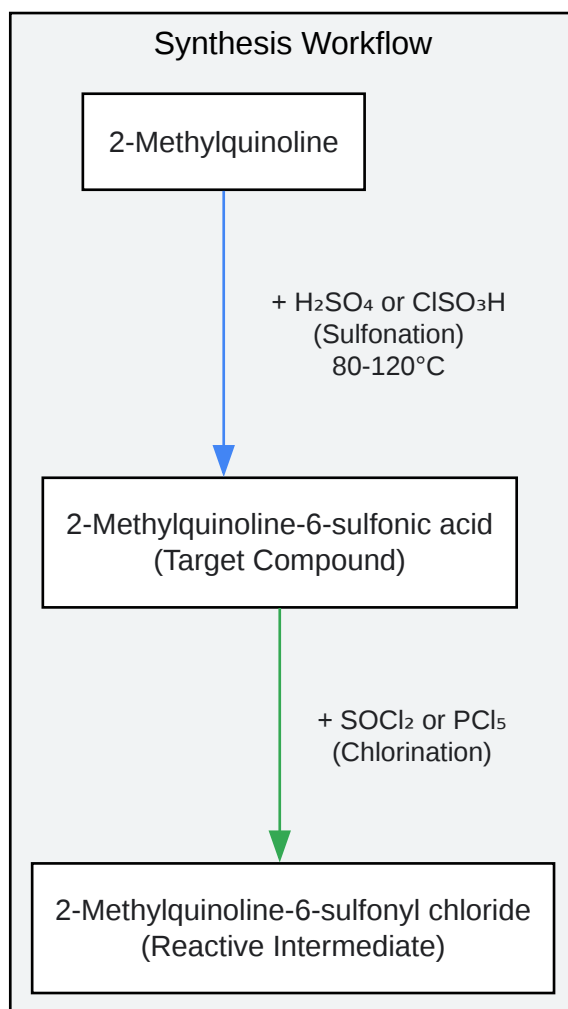 Synthesis Workflow
2-Methylquinoline
+ H₂SO₄ or ClSO₃H
(Sulfonation)
80-120°C
2-Methylquinoline-6-sulfonic acid
(Target Compound)
+ SOCl₂ or PCl₅
(Chlorination)
2-Methylquinoline-6-sulfonyl chloride
(Reactive Intermediate)